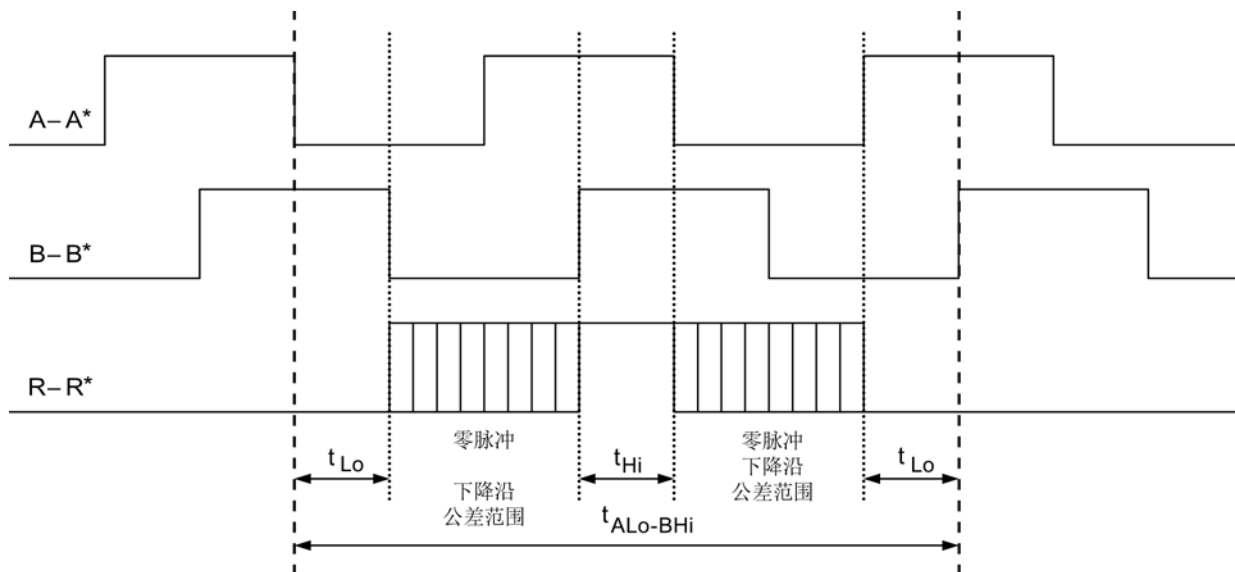 A–A*
B–B*
R–R*
零脉冲
下降沿
公差范围
零脉冲
下降沿
公差范围
t Lo
t Hi
t Lo
t ALo-BHi